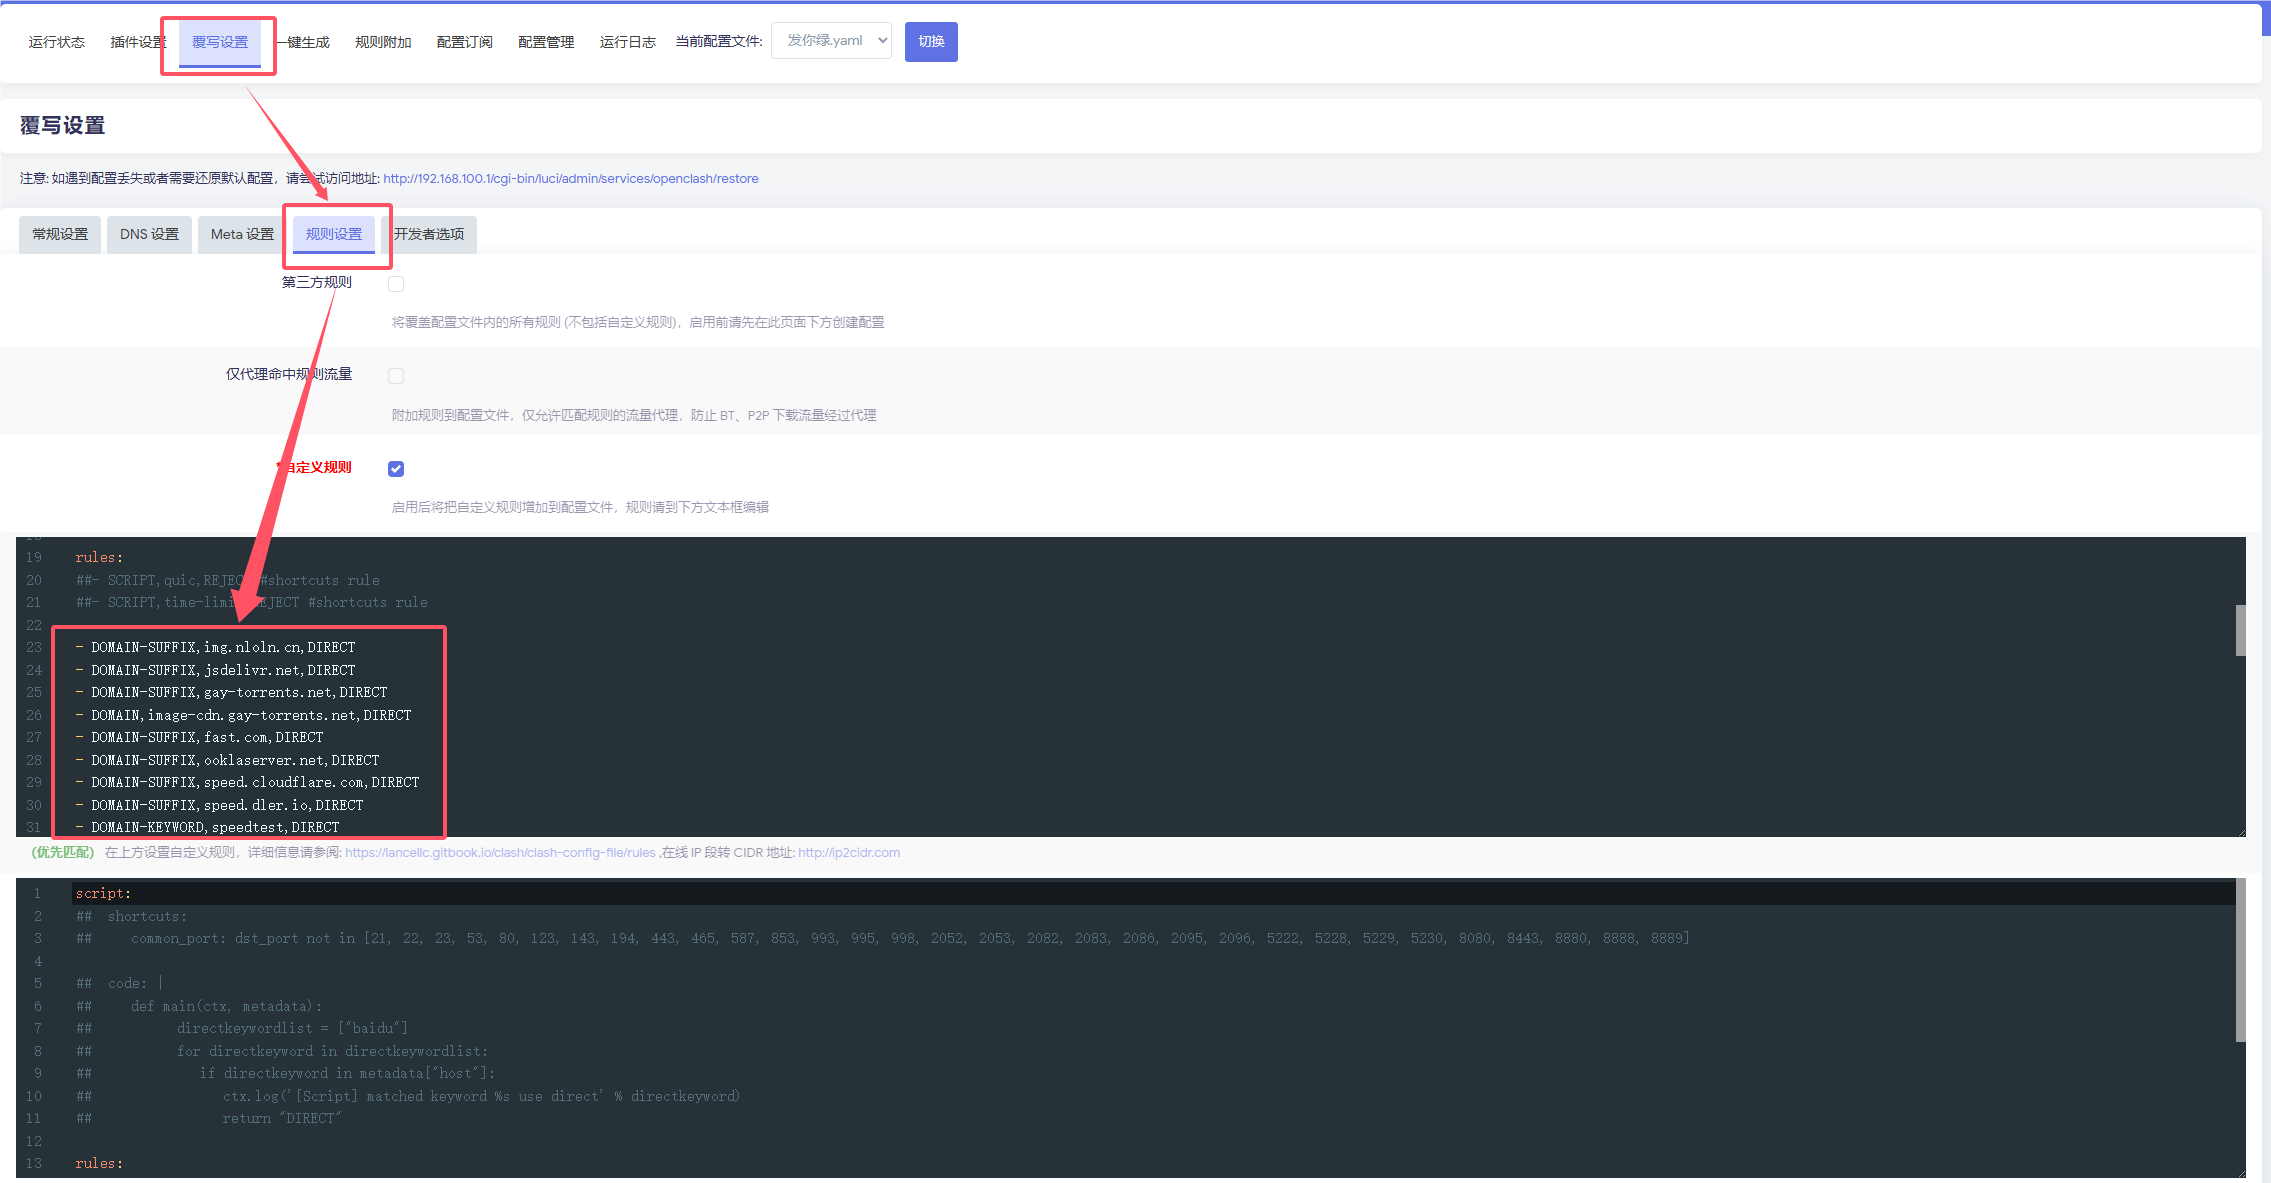 运行状态 插件设置 覆写设置 一键生成 规则附加 配置订阅 配置管理 运行日志 当前配置文件: 发你绿.yaml 切换
覆写设置
注意: 如遇到配置丢失或者需要还原默认配置，请尝试访问地址: http://192.168.100.1/cgi-bin/luci/admin/services/openclash/restore
常规设置 DNS 设置 Meta 设置 规则设置 开发者选项
第三方规则
将覆盖配置文件内的所有规则 (不包括自定义规则)，启用前请先在此页面下方创建配置
仅代理命中规则流量
附加规则到配置文件，仅允许匹配规则的流量代理，防止 BT、P2P 下载流量经过代理
*自定义规则
启用后将把自定义规则增加到配置文件，规则请到下方文本框编辑
18
19 rules:
20 ##- SCRIPT,quic,REJECT #shortcuts rule
21 ##- SCRIPT,time-limit,REJECT #shortcuts rule
22
23 - DOMAIN-SUFFIX,img.nloln.cn,DIRECT
24 - DOMAIN-SUFFIX,jsdelivr.net,DIRECT
25 - DOMAIN-SUFFIX,gay-torrents.net,DIRECT
26 - DOMAIN,image-cdn.gay-torrents.net,DIRECT
27 - DOMAIN-SUFFIX,fast.com,DIRECT
28 - DOMAIN-SUFFIX,ooklaserver.net,DIRECT
29 - DOMAIN-SUFFIX,speed.cloudflare.com,DIRECT
30 - DOMAIN-SUFFIX,speed.dler.io,DIRECT
31 - DOMAIN-KEYWORD,speedtest,DIRECT
(优先匹配) 在上方设置自定义规则，详细信息请参阅: https://lancellc.gitbook.io/clash/clash-config-file/rules ,在线 IP 段转 CIDR 地址: http://ip2cidr.com
1 script:
2 ## shortcuts:
3 ## common_port: dst_port not in [21, 22, 23, 53, 80, 123, 143, 194, 443, 465, 587, 853, 993, 995, 998, 2052, 2053, 2082, 2083, 2086, 2095, 2096, 5222, 5228, 5229, 5230, 8080, 8443, 8880, 8888, 8889]
4
5 ## code: |
6 ## def main(ctx, metadata):
7 ## directkeywordlist = ["baidu"]
8 ## for directkeyword in directkeywordlist:
9 ## if directkeyword in metadata["host"]:
10 ## ctx.log('[Script] matched keyword %s use direct' % directkeyword)
11 ## return "DIRECT"
12
13 rules: